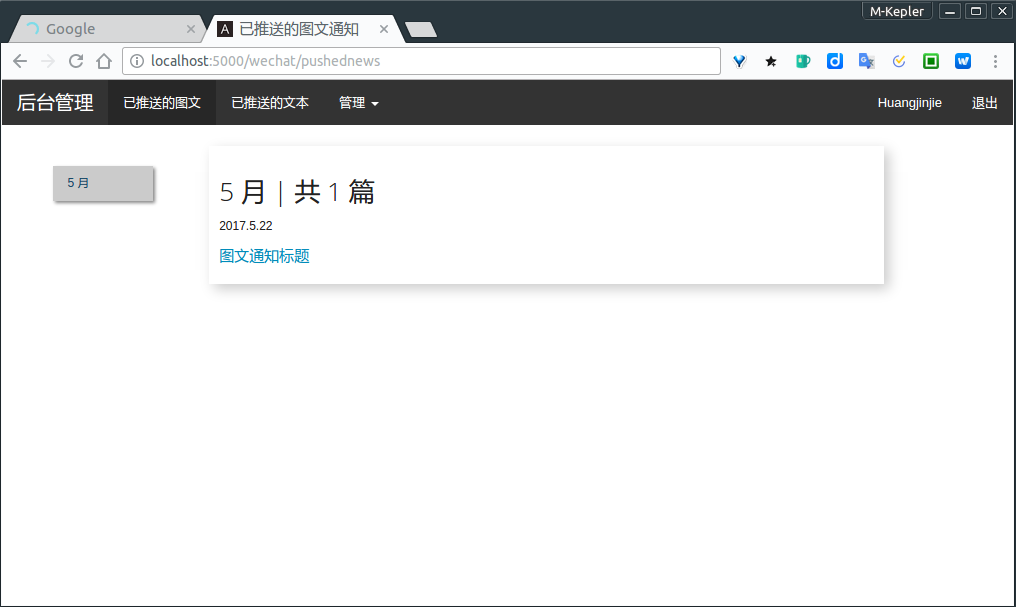 M-Kepler
Google
已推送的图文通知
localhost:5000/wechat/pushednews
后台管理 已推送的图文 已推送的文本 管理 Huangjinjie 退出
5 月
5 月 | 共 1 篇
2017.5.22
图文通知标题